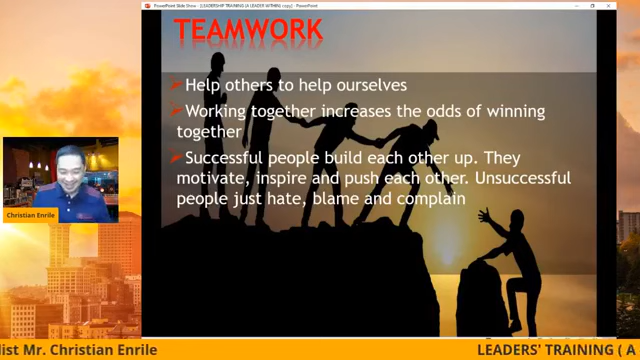 PowerPoint Slide Show - [LEADERSHIP TRAINING (A LEADER WITHIN) copy] - PowerPoint
TEAMWORK
Help others to help ourselves
Working together increases the odds of winning
together
Successful people build each other up. They
motivate, inspire and push each other. Unsuccessful
people just hate, blame and complain
Christian Enrile
list Mr. Christian Enrile
LEADERS' TRAINING ( A